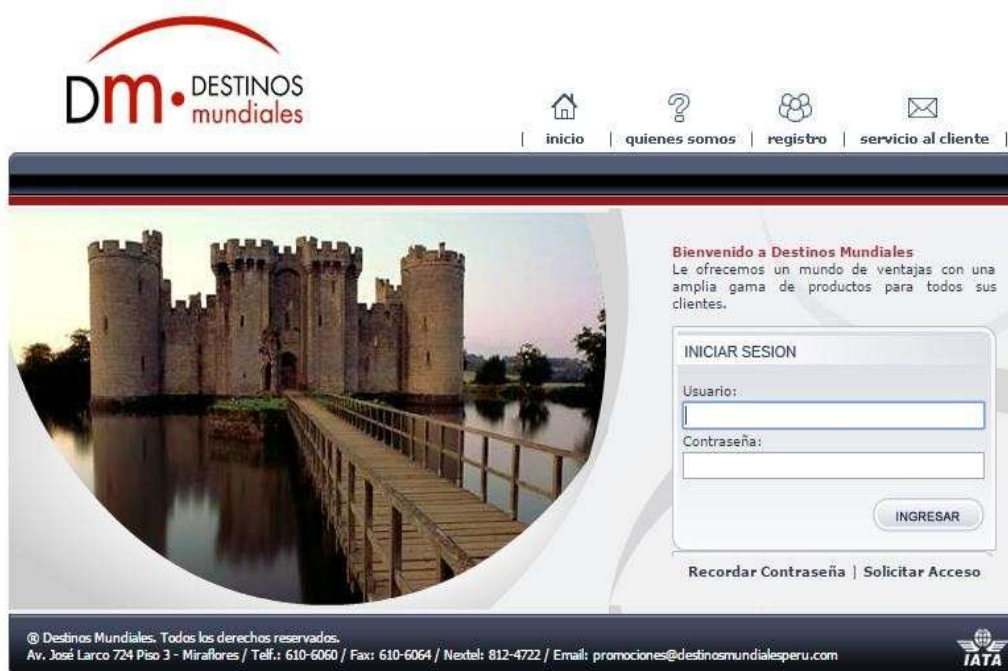 Dm. DESTINOS
mundiales
| inicio | quienes somos | registro | servicio al cliente |
Bienvenido a Destinos Mundiales
Le ofrecemos un mundo de ventajas con una
amplia gama de productos para todos sus
clientes.
INICIAR SESION
Usuario:
Contraseña:
INGRESAR
Recordar Contraseña | Solicitar Acceso
® Destinos Mundiales. Todos los derechos reservados.
Av. José Larco 724 Piso 3 - Miraflores / Telf.: 610-6060 / Fax: 610-6064 / Nextel: 812-4722 / Email: promociones@destinosmundialesperu.com
IATA